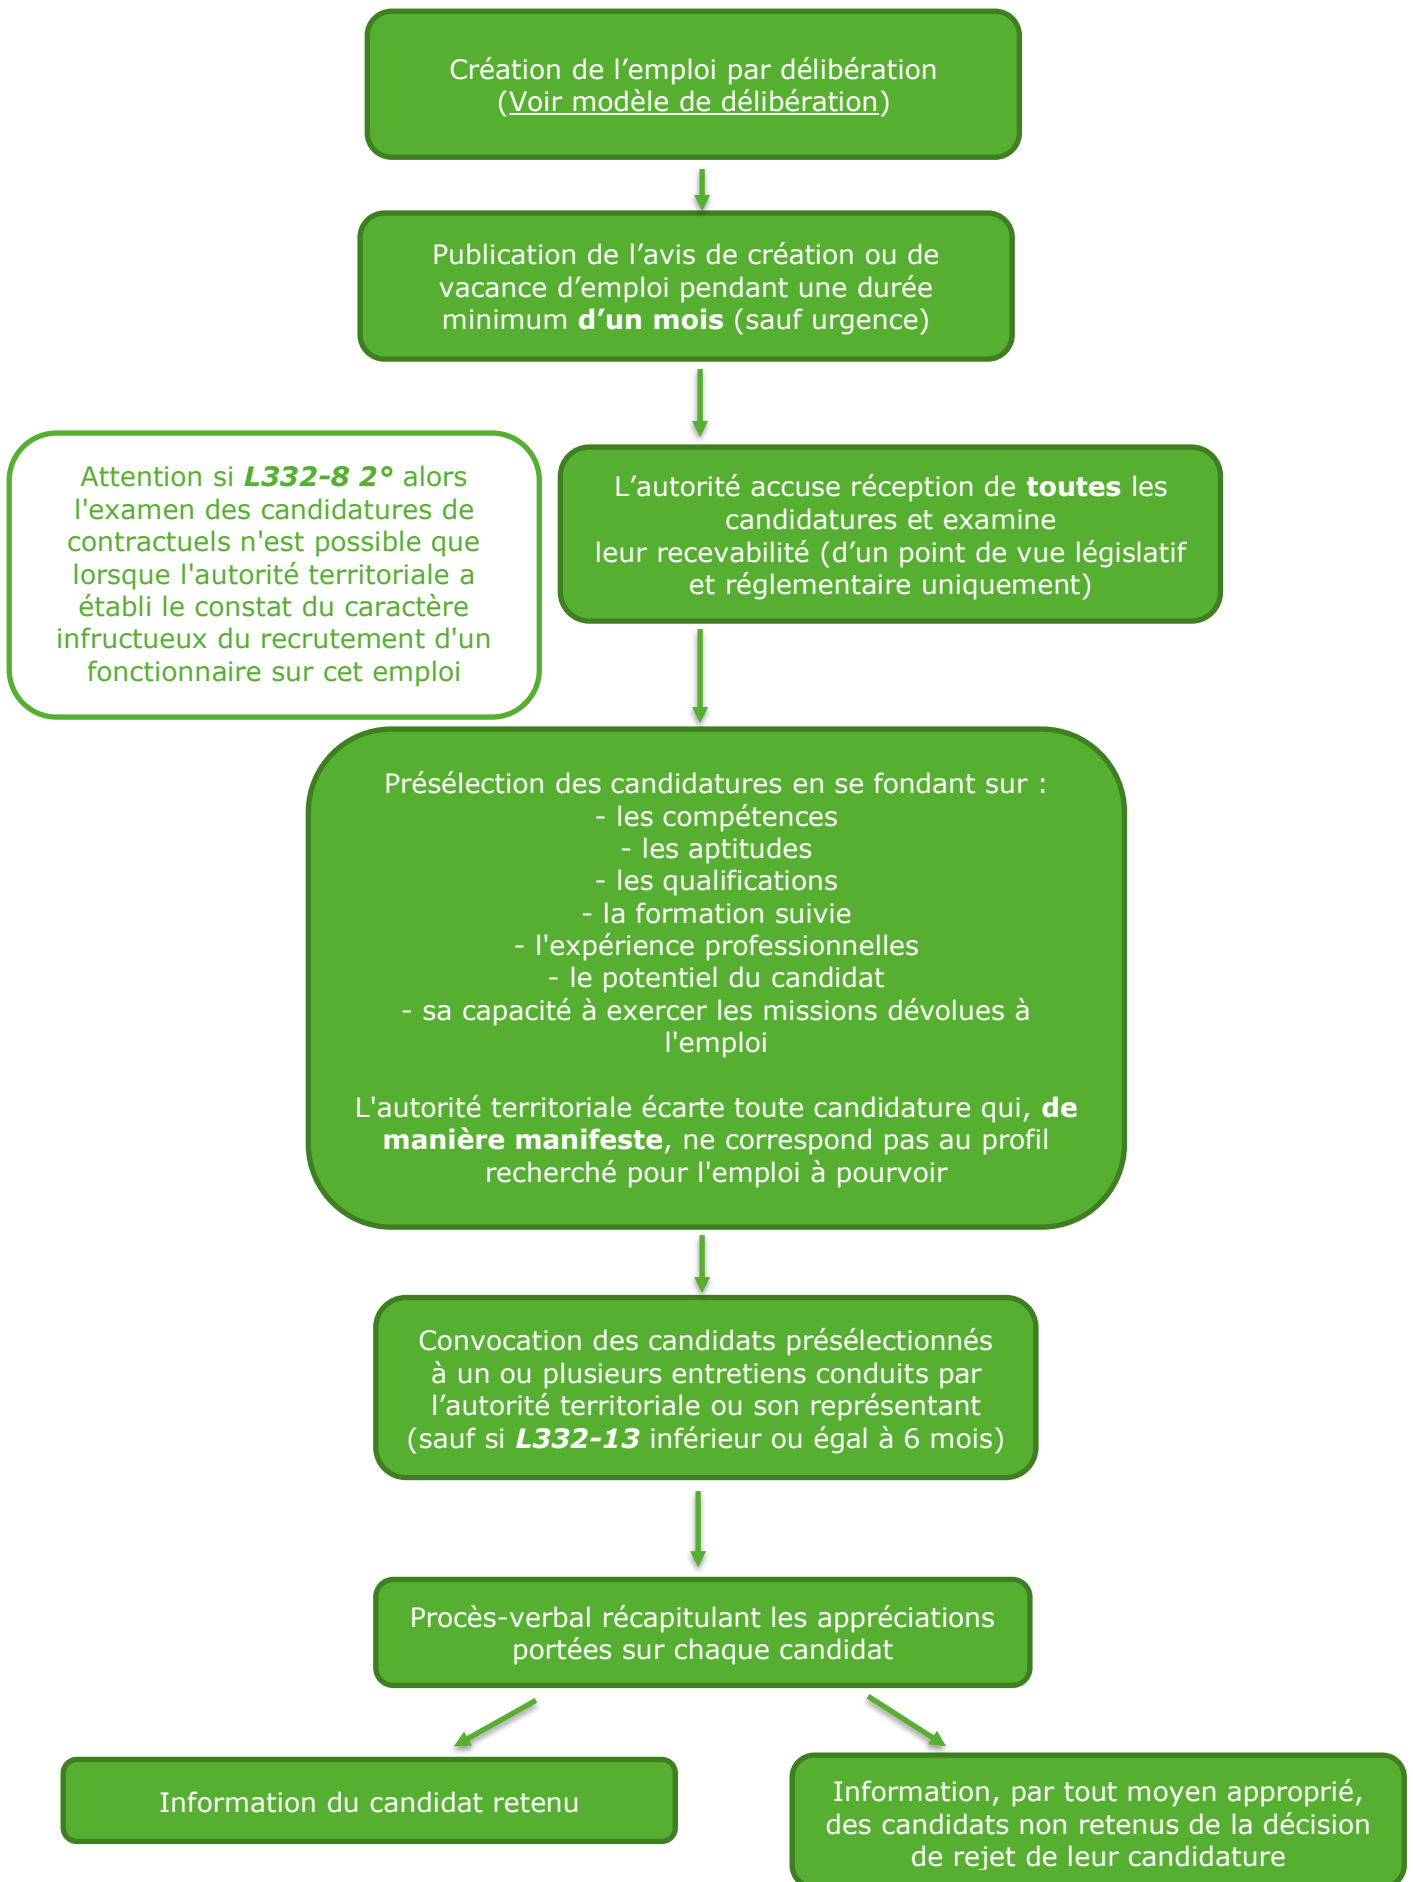 Création de l’emploi par délibération
(Voir modèle de délibération)
Publication de l’avis de création ou de
vacance d’emploi pendant une durée
minimum d’un mois (sauf urgence)
Attention si L332-8 2° alors
l'examen des candidatures de
contractuels n'est possible que
lorsque l'autorité territoriale a
établi le constat du caractère
infructueux du recrutement d'un
fonctionnaire sur cet emploi
L’autorité accuse réception de toutes les
candidatures et examine
leur recevabilité (d’un point de vue législatif
et réglementaire uniquement)
Présélection des candidatures en se fondant sur :
- les compétences
- les aptitudes
- les qualifications
- la formation suivie
- l'expérience professionnelles
- le potentiel du candidat
- sa capacité à exercer les missions dévolues à
l'emploi
L'autorité territoriale écarte toute candidature qui, de
manière manifeste, ne correspond pas au profil
recherché pour l'emploi à pourvoir
Convocation des candidats présélectionnés
à un ou plusieurs entretiens conduits par
l’autorité territoriale ou son représentant
(sauf si L332-13 inférieur ou égal à 6 mois)
Procès-verbal récapitulant les appréciations
portées sur chaque candidat
Information du candidat retenu
Information, par tout moyen approprié,
des candidats non retenus de la décision
de rejet de leur candidature